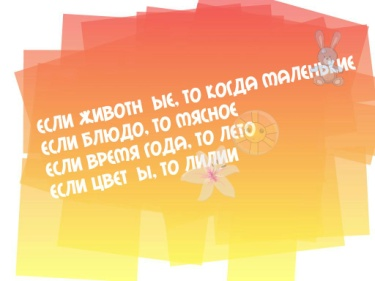 ЕСЛИ ЖИВОТН ЫЕ, ТО КОГДА МАЛЕНЬКИЕ
ЕСЛИ БЛЮДО, ТО МЯСНОЕ
ЕСЛИ ВРЕМЯ ГОДА, ТО ЛЕТО
ЕСЛИ ЦВЕТ Ы, ТО ЛИЛИИ